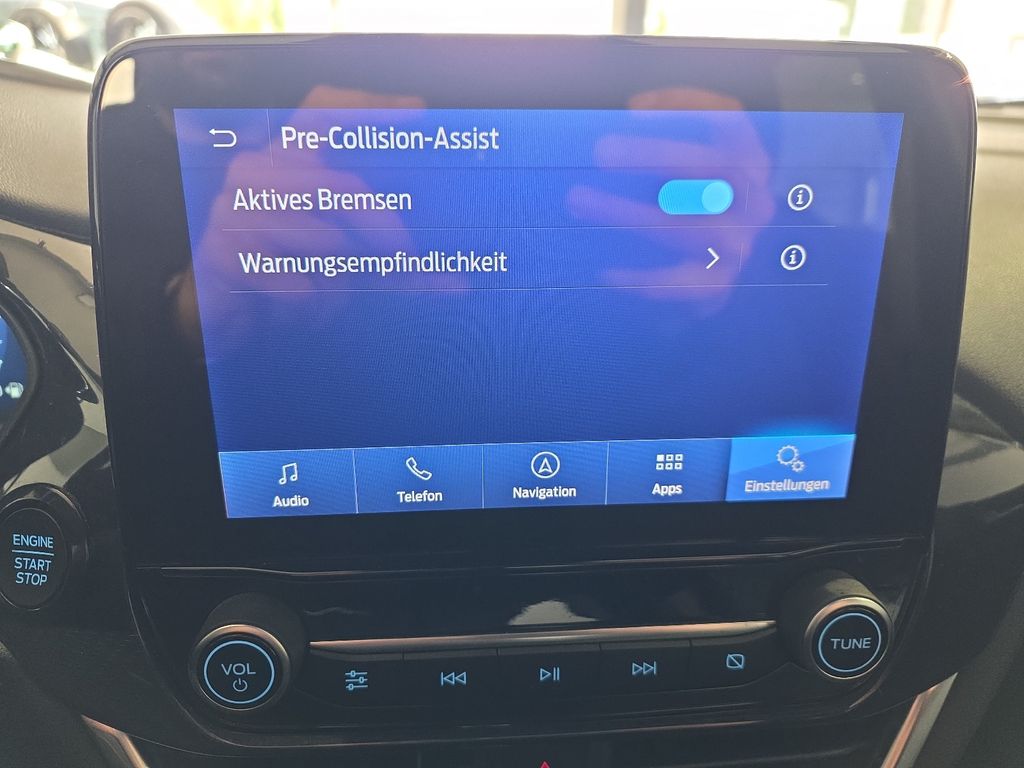 Pre-Collision-Assist
Aktives Bremsen
i
Warnungsempfindlichkeit
i
Audio
Telefon
Navigation
Apps
Einstellungen
ENGINE
START
STOP
VOL
TUNE